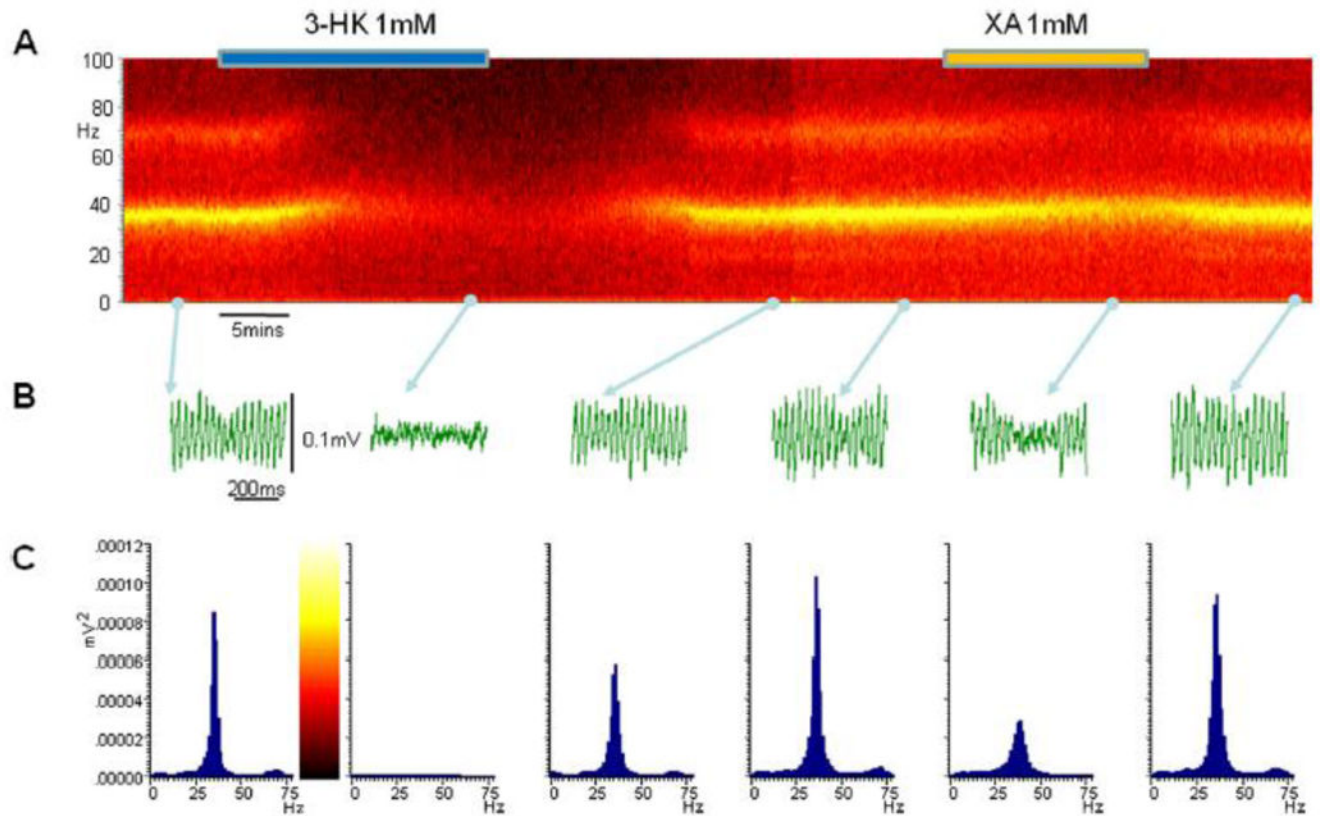 3-HK 1mM XA 1mM
A
100
80
Hz
60
40
20
0
5mins
B
0.1mV
200ms
C
.00012
.00010
.00008
mV2
.00006
.00004
.00002
.00000
0 25 50 75 0 25 50 75 0 25 50 75 0 25 50 75 0 25 50 75 0 25 50 75
Hz Hz Hz Hz Hz Hz